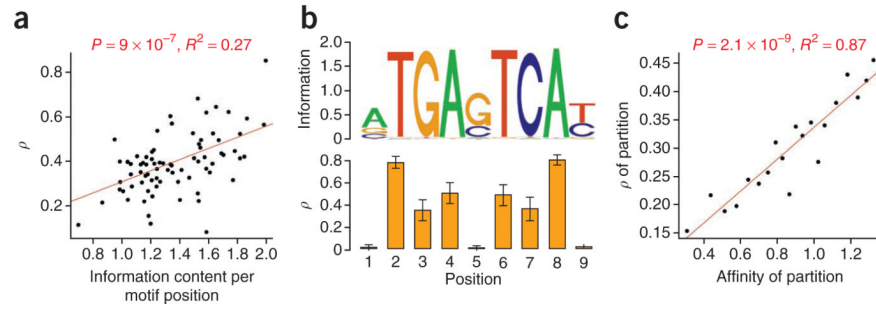 a
P = 9 × 10⁻⁷, R² = 0.27
0.8
0.6
0.4
0.2
ρ
0.8 1.0 1.2 1.4 1.6 1.8 2.0
Information content per
motif position
b
2.0
1.5
1.0
0.5
0.0
Information
A T G A G T C A T
G C C C
0.8
0.6
0.4
0.2
0
ρ
1 2 3 4 5 6 7 8 9
Position
c
P = 2.1 × 10⁻⁹, R² = 0.87
0.45
0.40
0.35
0.30
0.25
0.20
0.15
ρ of partition
0.4 0.6 0.8 1.0 1.2
Affinity of partition